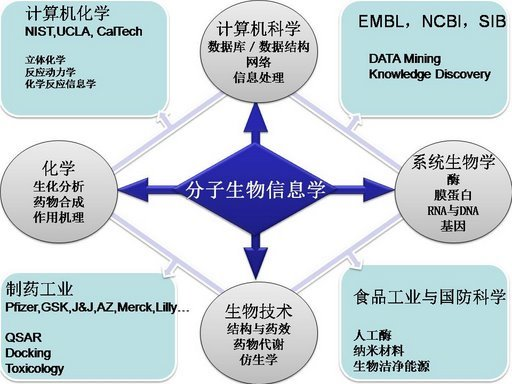 计算机化学
NIST,UCLA, CalTech
立体化学
反应动力学
化学反应信息学
计算机科学
数据库/数据结构
网络
信息处理
EMBL，NCBI，SIB
DATA Mining
Knowledge Discovery
化学
生化分析
药物合成
作用机理
分子生物信息学
系统生物学
酶
膜蛋白
RNA与DNA
基因
制药工业
Pfizer,GSK,J&J,AZ,Merck,Lilly…
QSAR
Docking
Toxicology
生物技术
结构与药效
药物代谢
仿生学
食品工业与国防科学
人工酶
纳米材料
生物洁净能源